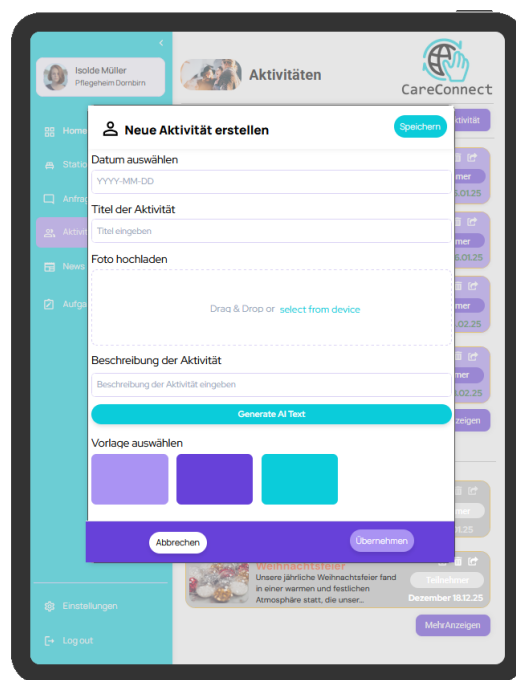 Isolde Müller
Pflegeheim Dornbirn
Aktivitäten
CareConnect
Home
Neue Aktivität erstellen
Speichern
Datum auswählen
YYYY-MM-DD
Titel der Aktivität
Titel eingeben
Foto hochladen
Drag & Drop or select from device
Beschreibung der Aktivität
Beschreibung der Aktivität eingeben
Generate AI Text
Vorlage auswählen
Abbrechen
Übernehmen
News
Weihnachtsfeier
Unsere jährliche Weihnachtsfeier fand
in einer warmen und festlichen
Atmosphäre statt, die unser...
Teilnehmer
Dezember 18.12.25
MehrAnzeigen
Einstellungen
Log out